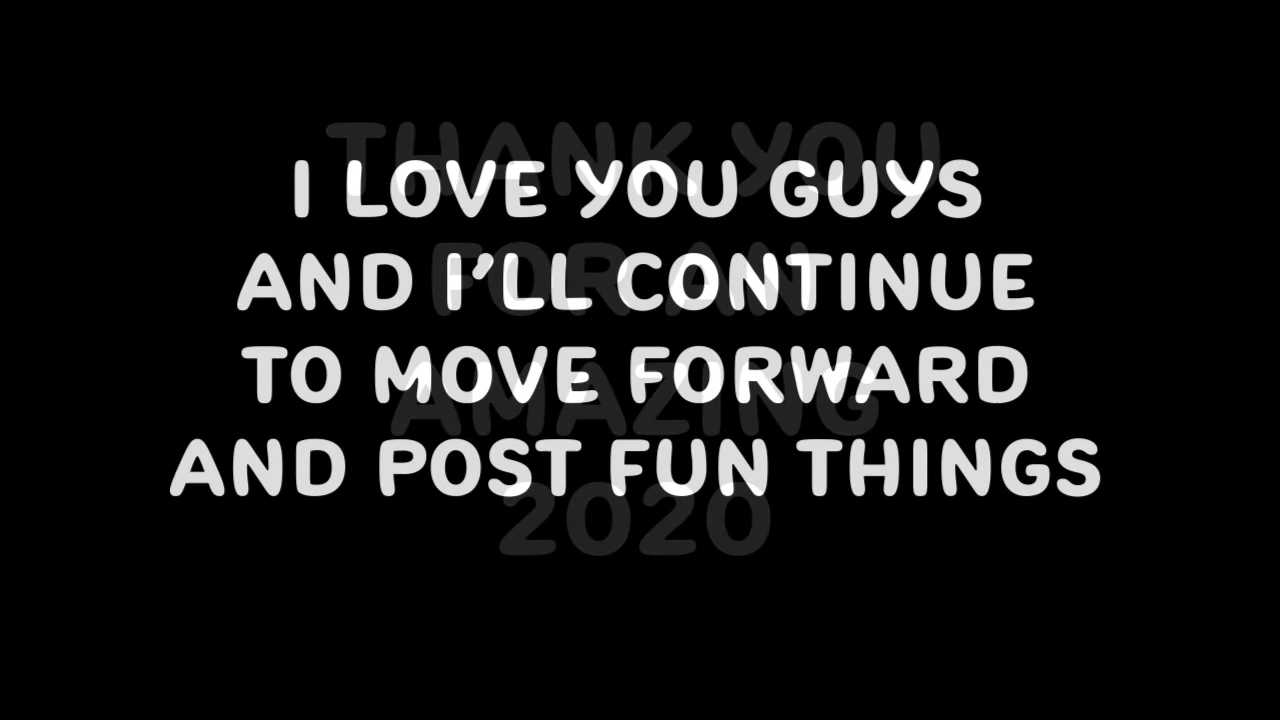 THANK YOU
I LOVE YOU GUYS
FOR AN
AND I'LL CONTINUE
TO MOVE FORWARD
AMAZING
AND POST FUN THINGS
2020